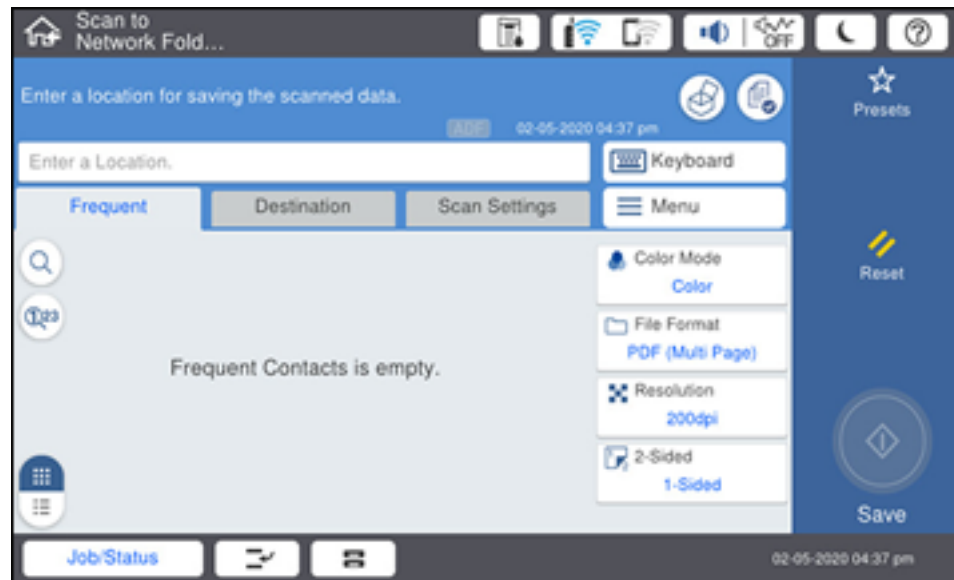 Scan to
Network Fold...
OFF
Enter a location for saving the scanned data.
Presets
ADF 02-05-2020 04:37 pm
Enter a Location.
Keyboard
Frequent Destination Scan Settings
Menu
Color Mode
Color
Reset
123
File Format
PDF (Multi Page)
Frequent Contacts is empty.
Resolution
200dpi
2-Sided
1-Sided
Save
Job/Status
02-05-2020 04:37 pm